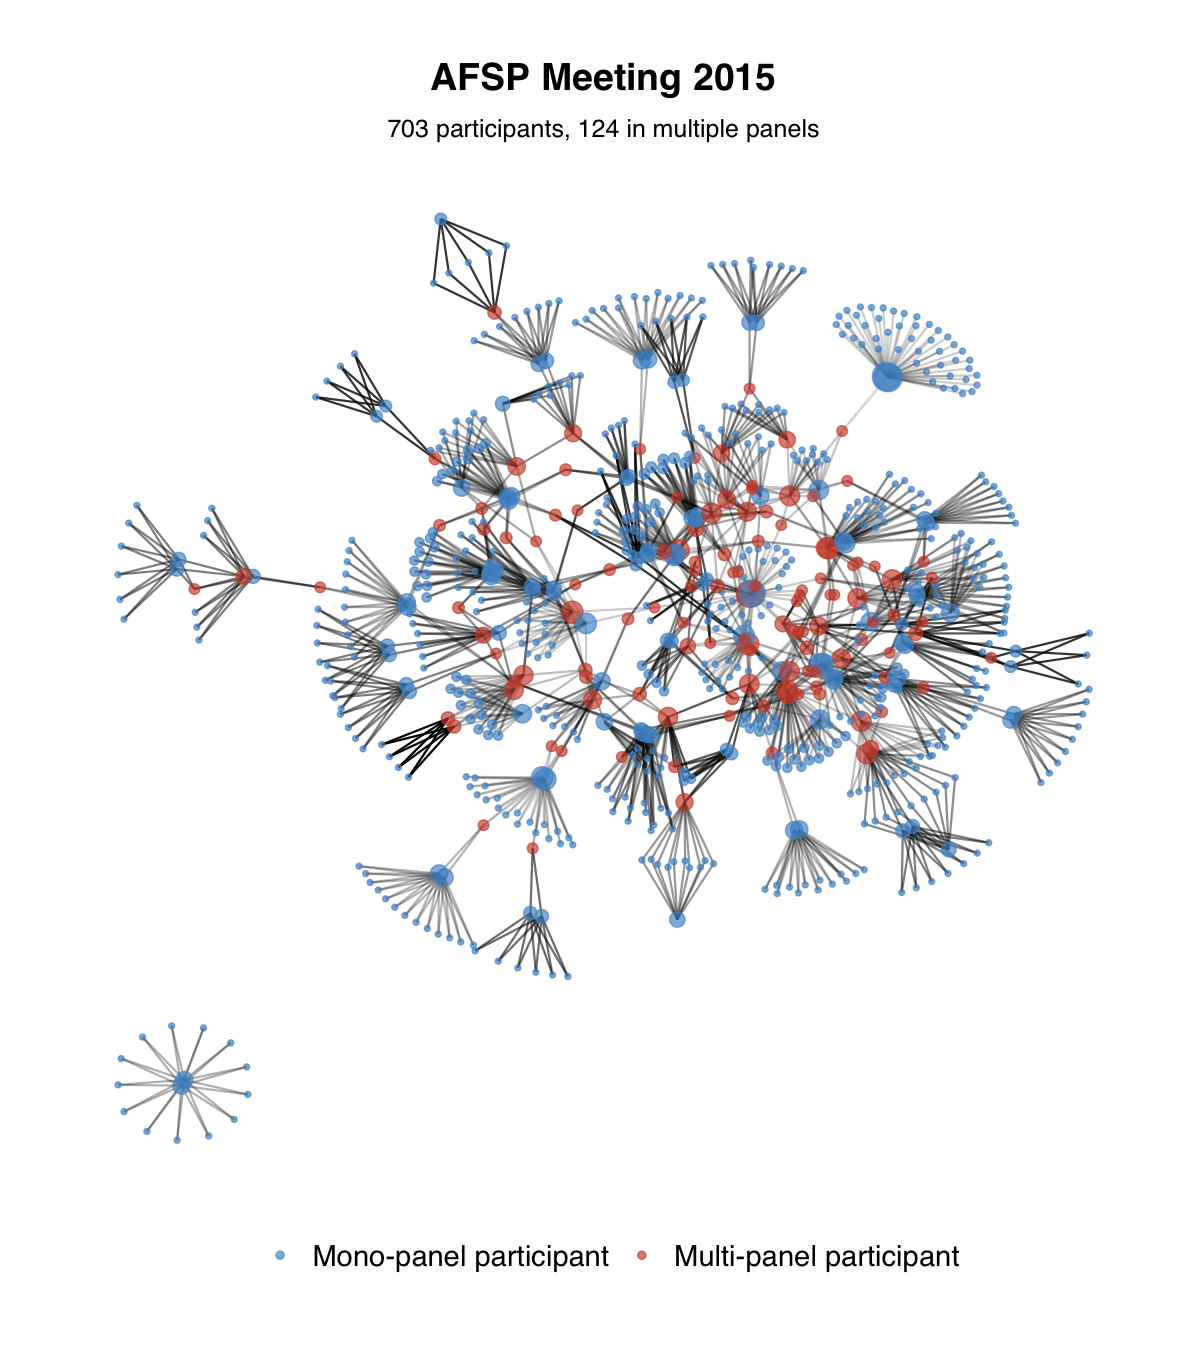 AFSP Meeting 2015
703 participants, 124 in multiple panels
Mono-panel participant Multi-panel participant